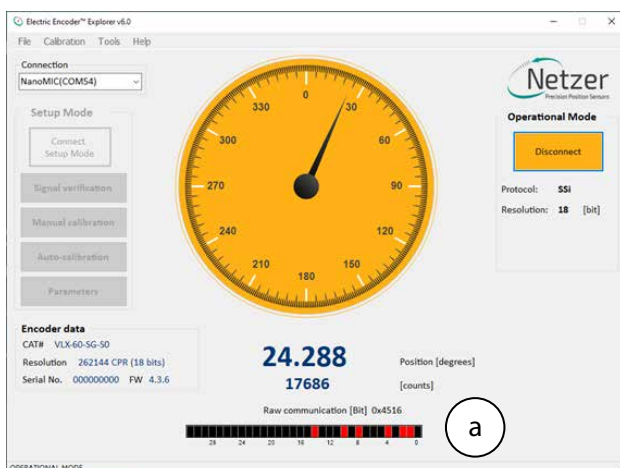 Electric Encoder™ Explorer v6.0
File Calibration Tools Help
Connection
NanoMIC(COM54)
Setup Mode
Connect
Setup Mode
Signal verification
Manual calibration
Auto-calibration
Parameters
0
30
60
90
120
150
180
210
240
270
300
330
Netzer
Precision Position Sensors
Operational Mode
Disconnect
Protocol: SSi
Resolution: 18 [bit]
Encoder data
CAT# VLX-60-SG-S0
Resolution 262144 CPR (18 bits)
Serial No. 000000000 FW 4.3.6
24.288 Position [degrees]
17686 [counts]
Raw communication [Bit] 0x4516
28 24 20 16 12 8 4 0
a
OPERATIONAL MODE